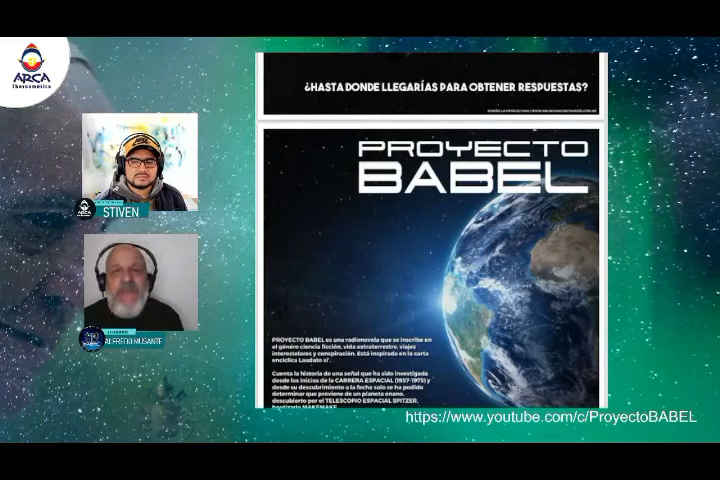 ARCA
Iberoamerica
¿HASTA DONDE LLEGARÍAS PARA OBTENER RESPUESTAS?
PROYECTO
BABEL
STIVEN
ALFREDO MUSANTE
PROYECTO BABEL es una radionovela que se inscribe en
el género ciencia ficción, vida extraterrestre, viajes
interestolares y conspiración. Está inspirada en la carta
encíclica Laudato si'.
Cuenta la historia de una señal que ha sido investigada
desde los inicios de la CARRERA ESPACIAL (1957-1975) y
desde su descubrimiento a la fecha solo se ha podido
determinar que proviene de un planeta enano,
descubierto por el TELESCOPIO ESPACIAL SPITZER,
bautizado MAKEMAKE
https://www.youtube.com/c/ProyectoBABEL